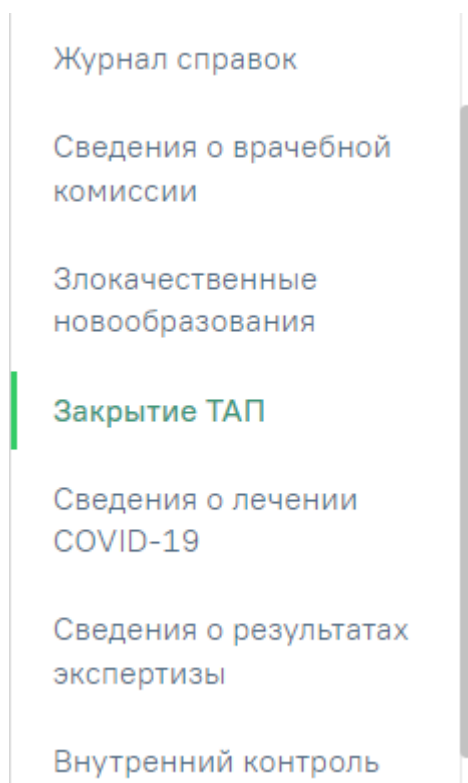 Журнал справок
Сведения о врачебной
комиссии
Злокачественные
новообразования
Закрытие ТАП
Сведения о лечении
COVID-19
Сведения о результатах
экспертизы
Внутренний контроль